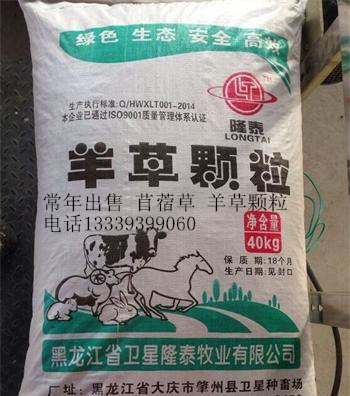 绿色 生态 安全 高效
生产执行标准:Q/HWXLT001-2014
本企业已通过ISO9001质量管理体系认证
TM
隆泰
LONGTAI
羊草颗粒
常年出售 苜蓿草 羊草颗粒
电话13339399060
净含量
40kg
保 质 期:18个月
生产日期:见封口
黑龙江省卫星隆泰牧业有限公司
厂址:黑龙江省大庆市肇州县卫星种畜场